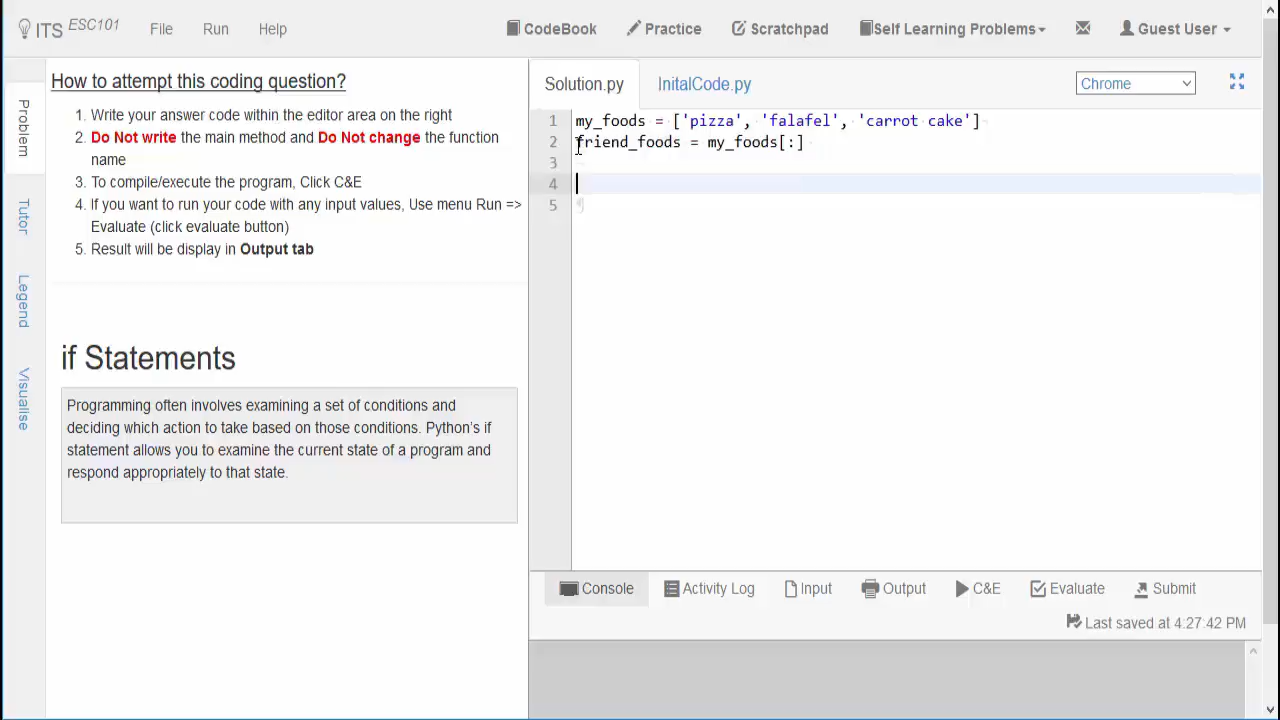 ITS ESC101 File Run Help CodeBook Practice Scratchpad Self Learning Problems Guest User
Problem
Tutor
Legend
Visualise
How to attempt this coding question?
1. Write your answer code within the editor area on the right
2. Do Not write the main method and Do Not change the function
name
3. To compile/execute the program, Click C&E
4. If you want to run your code with any input values, Use menu Run =>
Evaluate (click evaluate button)
5. Result will be display in Output tab
if Statements
Programming often involves examining a set of conditions and
deciding which action to take based on those conditions. Python's if
statement allows you to examine the current state of a program and
respond appropriately to that state.
Solution.py InitalCode.py Chrome
1 my_foods = ['pizza', 'falafel', 'carrot cake']
2 friend_foods = my_foods[:]
3
4
5
Console Activity Log Input Output C&E Evaluate Submit
Last saved at 4:27:42 PM